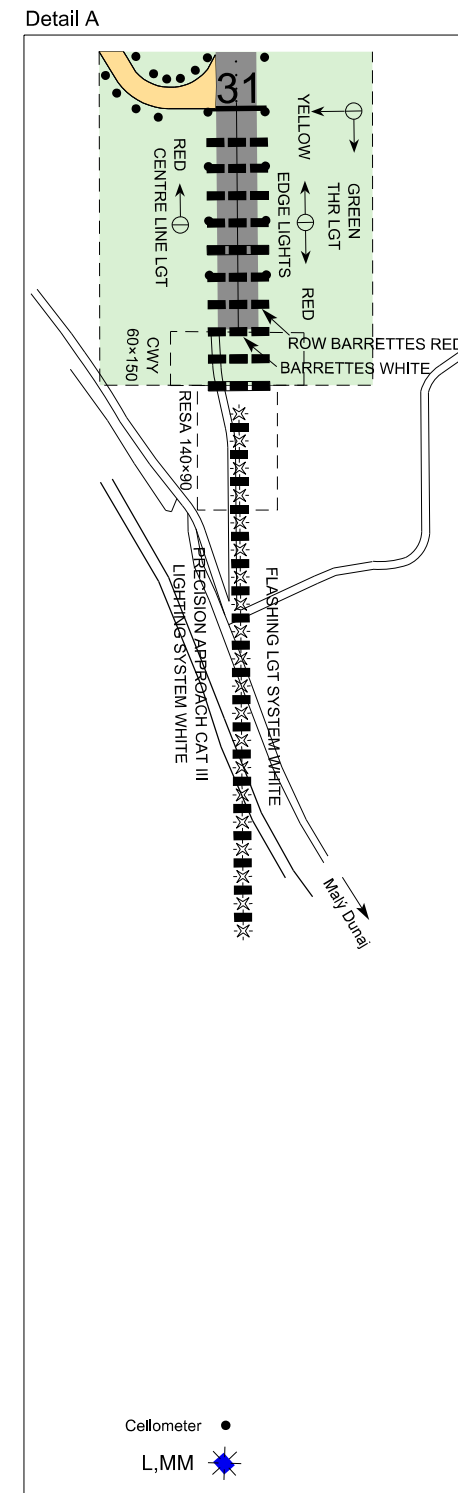 Detail A
31
YELLOW
GREEN
THR LGT
RED
CENTRE LINE LGT
EDGE LIGHTS
RED
ROW BARRETTES RED
BARRETTES WHITE
CWY
60×150
RESA 140×90
PRECISION APPROACH CAT III
LIGHTING SYSTEM WHITE
FLASHING LGT SYSTEM WHITE
Malý Dunaj
Cellometer
L,MM